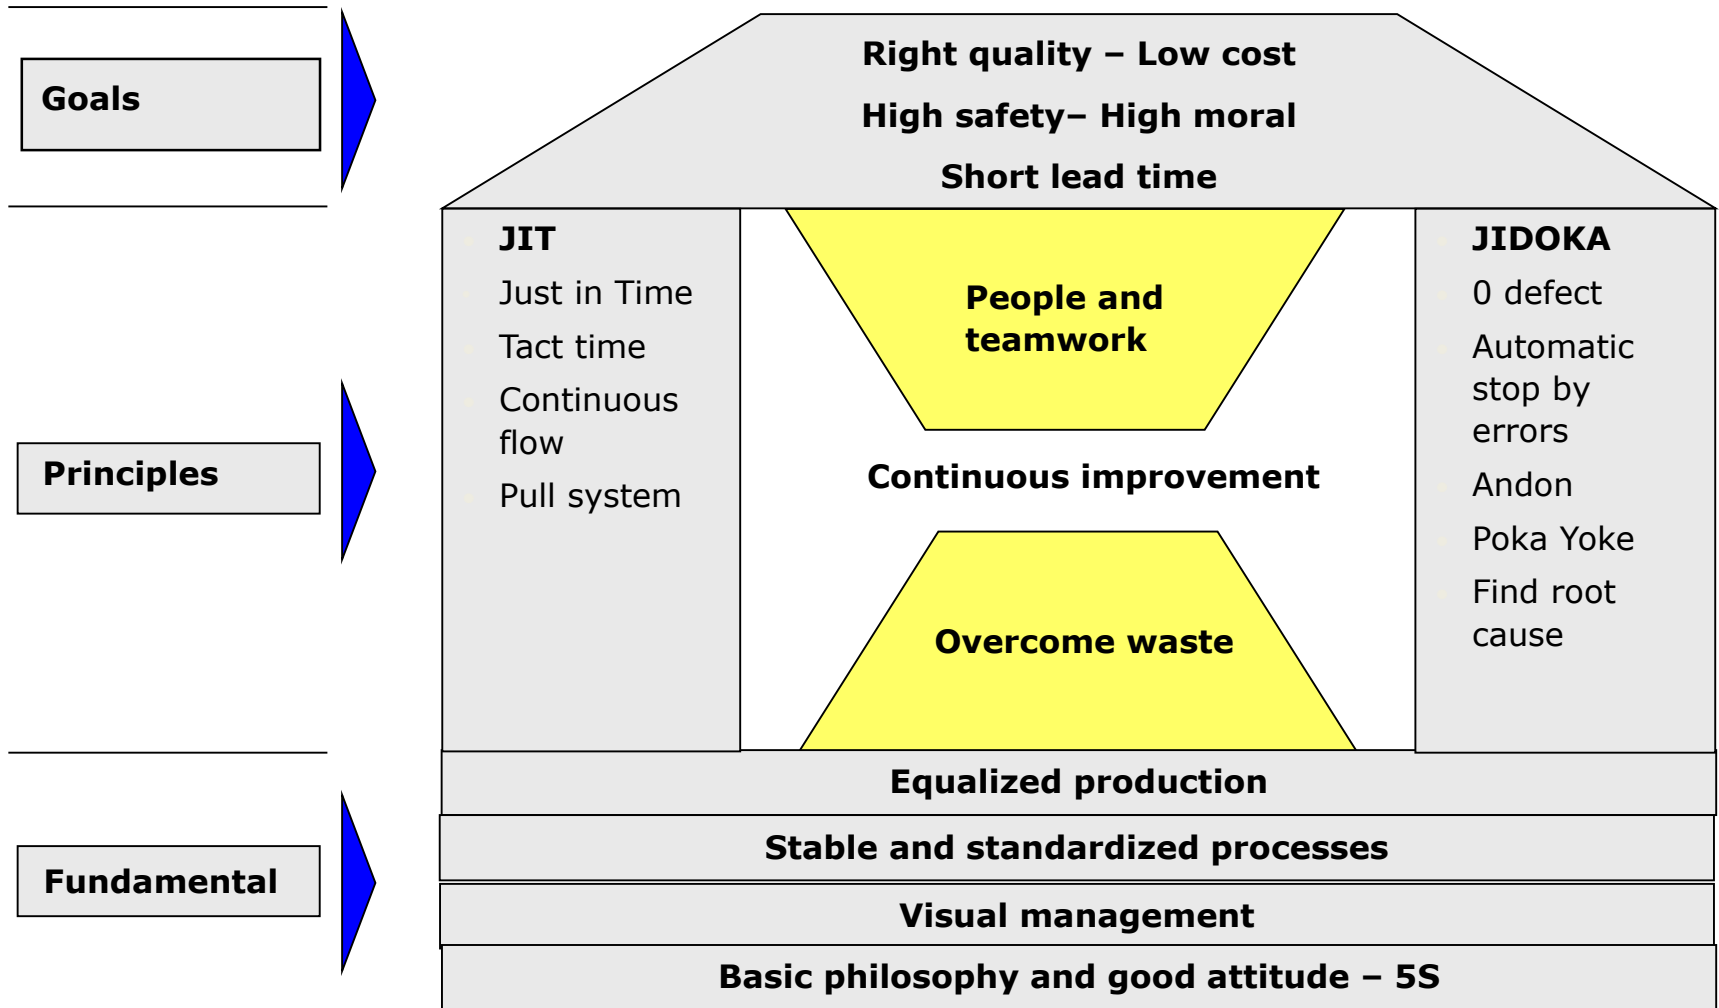 Goals
Right quality – Low cost
High safety– High moral
Short lead time
Principles
JIT
Just in Time
Tact time
Continuous
flow
Pull system
People and
teamwork
Continuous improvement
Overcome waste
JIDOKA
0 defect
Automatic
stop by
errors
Andon
Poka Yoke
Find root
cause
Fundamental
Equalized production
Stable and standardized processes
Visual management
Basic philosophy and good attitude – 5S